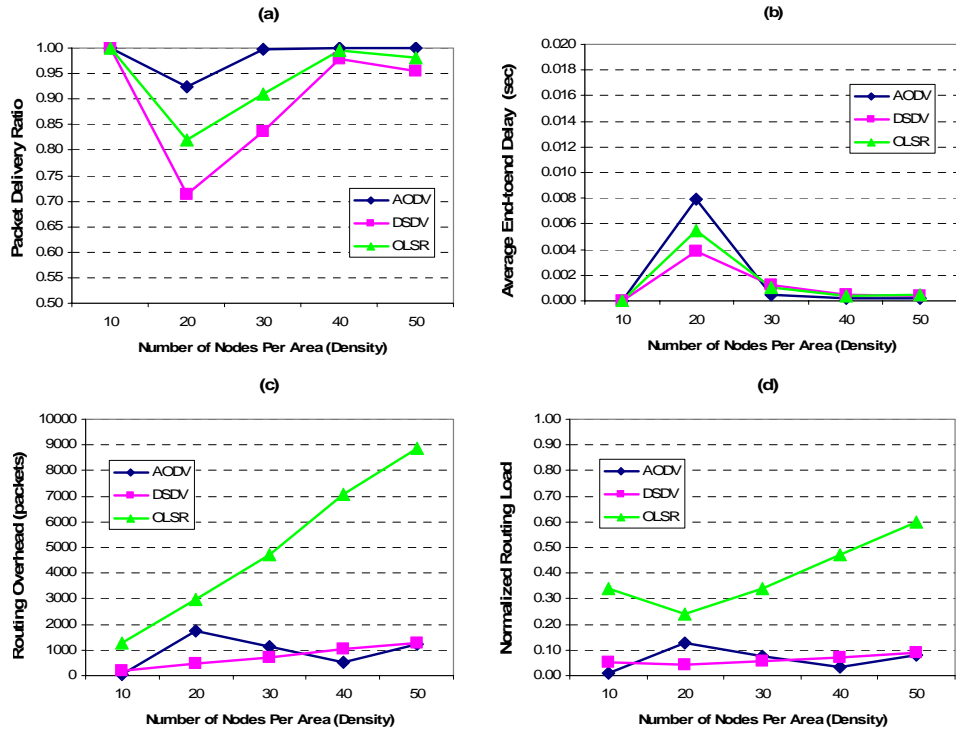 (a)
1.00
0.95
0.90
0.85
0.80
0.75
0.70
0.65
0.60
0.55
0.50
Packet Delivery Ratio
AODV
DSDV
OLSR
10 20 30 40 50
Number of Nodes Per Area (Density)
(b)
0.020
0.018
0.016
0.014
0.012
0.010
0.008
0.006
0.004
0.002
0.000
Average End-toend Delay (sec)
AODV
DSDV
OLSR
10 20 30 40 50
Number of Nodes Per Area (Density)
(c)
10000
9000
8000
7000
6000
5000
4000
3000
2000
1000
0
Routing Overhead (packets)
AODV
DSDV
OLSR
10 20 30 40 50
Number of Nodes Per Area (Density)
(d)
1.00
0.90
0.80
0.70
0.60
0.50
0.40
0.30
0.20
0.10
0.00
Normalized Routing Load
AODV
DSDV
OLSR
10 20 30 40 50
Number of Nodes Per Area (Density)